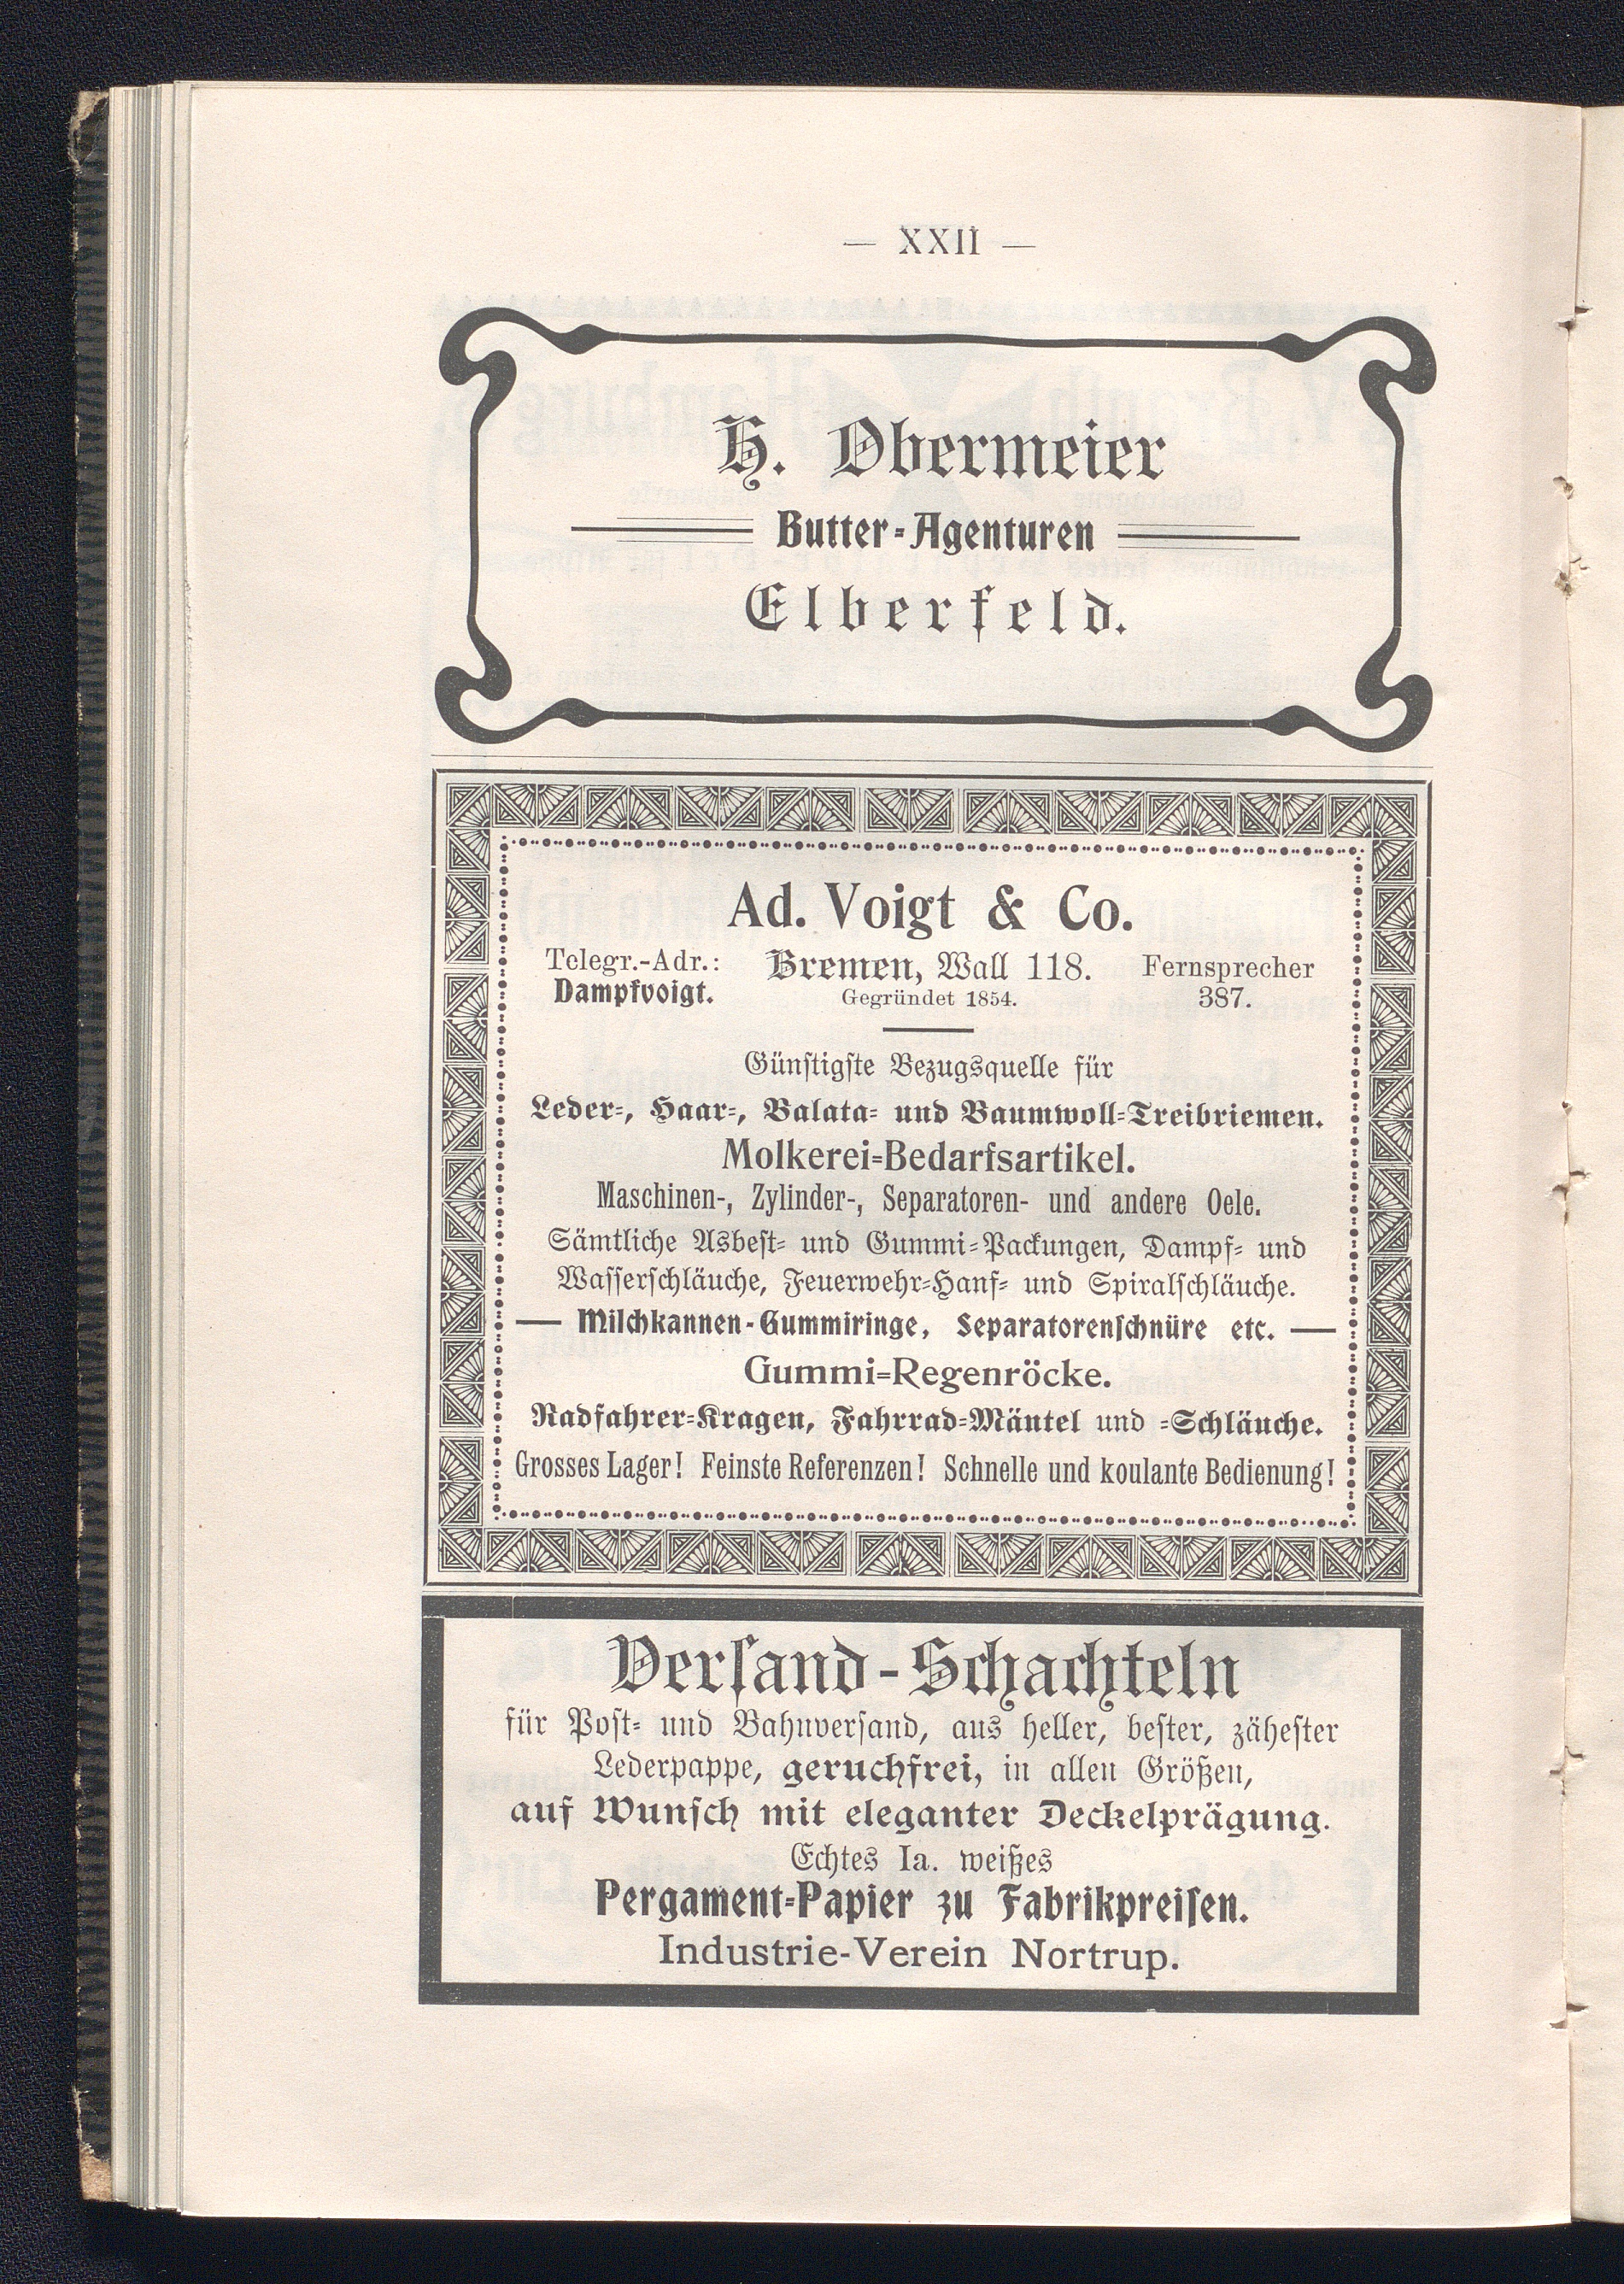 — XXII —
H. Obermeier
Butter-Agenturen
Elberfeld.
Ad. Voigt & Co.
Telegr.-Adr.: Bremen, Wall 118. Fernsprecher
Dampfvoigt. Gegründet 1854. 387.
Günstigste Bezugsquelle für
Leder-, Haar-, Balata- und Baumwoll-Treibriemen.
Molkerei-Bedarfsartikel.
Maschinen-, Zylinder-, Separatoren- und andere Oele.
Sämtliche Asbest- und Gummi-Packungen, Dampf- und
Wasserschläuche, Feuerwehr-Hanf- und Spiralschläuche.
— Milchkannen-Gummiringe, Separatorenschnüre etc. —
Gummi-Regenröcke.
Radfahrer-Kragen, Fahrrad-Mäntel und -Schläuche.
Grosses Lager! Feinste Referenzen! Schnelle und koulante Bedienung!
Versand-Schachteln
für Post- und Bahnversand, aus heller, bester, zähester
Lederpappe, geruchfrei, in allen Größen,
auf Wunsch mit eleganter Deckelprägung.
Echtes Ia. weißes
Pergament-Papier zu Fabrikpreisen.
Industrie-Verein Nortrup.